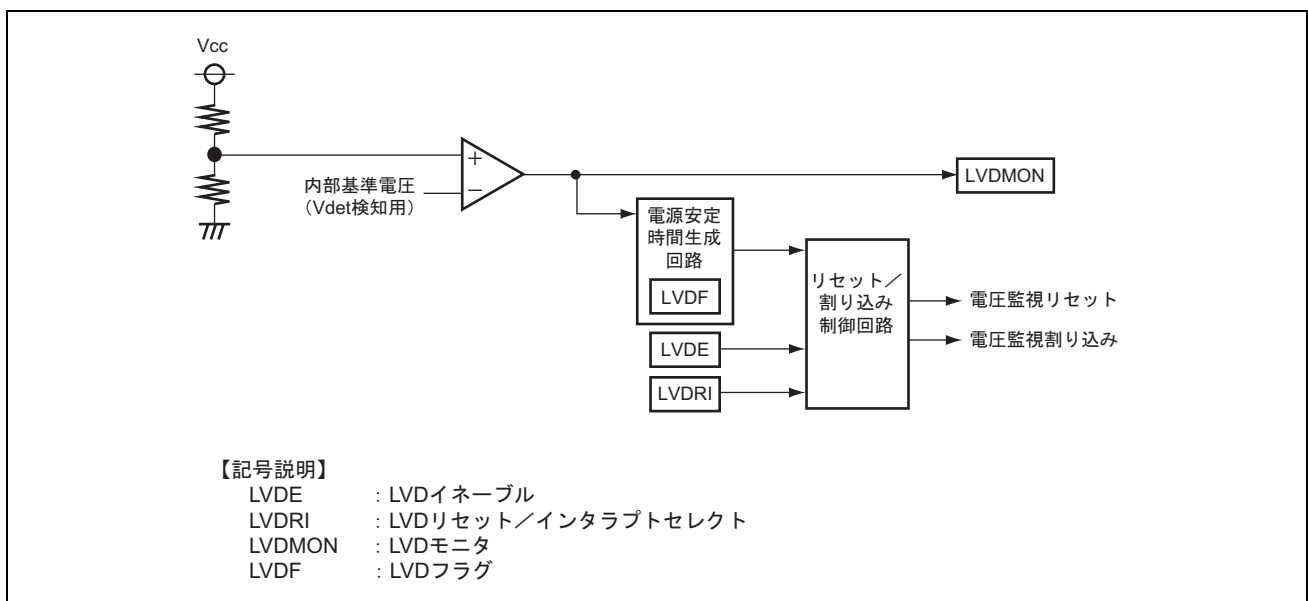 Vcc
+
−
内部基準電圧
（Vdet検知用）
LVDMON
電源安定
時間生成
回路
LVDF
LVDE
LVDRI
リセット／
割り込み
制御回路
電圧監視リセット
電圧監視割り込み
【記号説明】
LVDE : LVDイネーブル
LVDRI : LVDリセット／インタラプトセレクト
LVDMON : LVDモニタ
LVDF : LVDフラグ